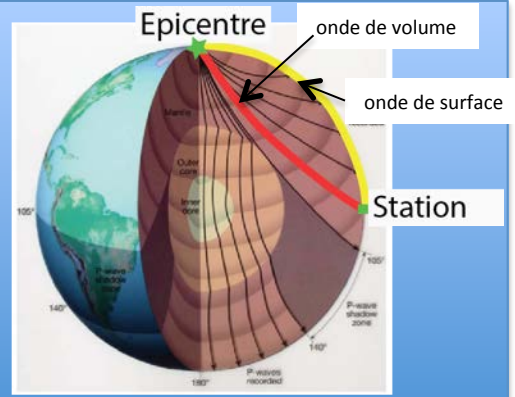 Epicentre
onde de volume
onde de surface
Mantle
Outer
core
Inner
core
Station
105°
105°
P-wave
shadow
zone
P-wave
shadow
zone
140°
140°
180°
P-waves
recorded